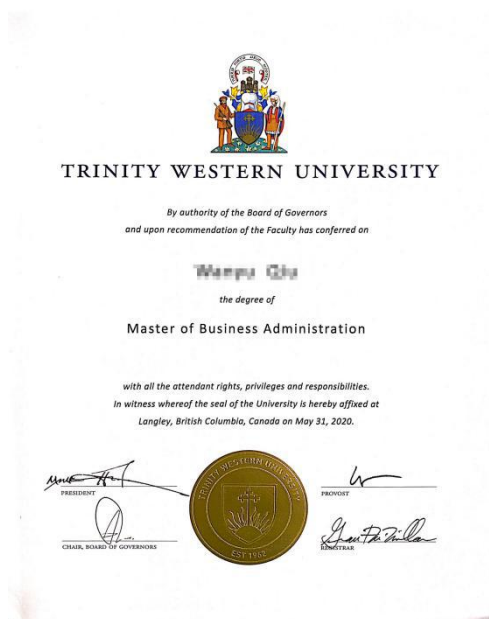 TRINITY WESTERN UNIVERSITY
By authority of the Board of Governors
and upon recommendation of the Faculty has conferred on
the degree of
Master of Business Administration
with all the attendant rights, privileges and responsibilities.
In witness whereof the seal of the University is hereby affixed at
Langley, British Columbia, Canada on May 31, 2020.
PRESIDENT
PROVOST
CHAIR, BOARD OF GOVERNORS
REGISTRAR
TRINITY WESTERN UNIVERSITY
EST 1962